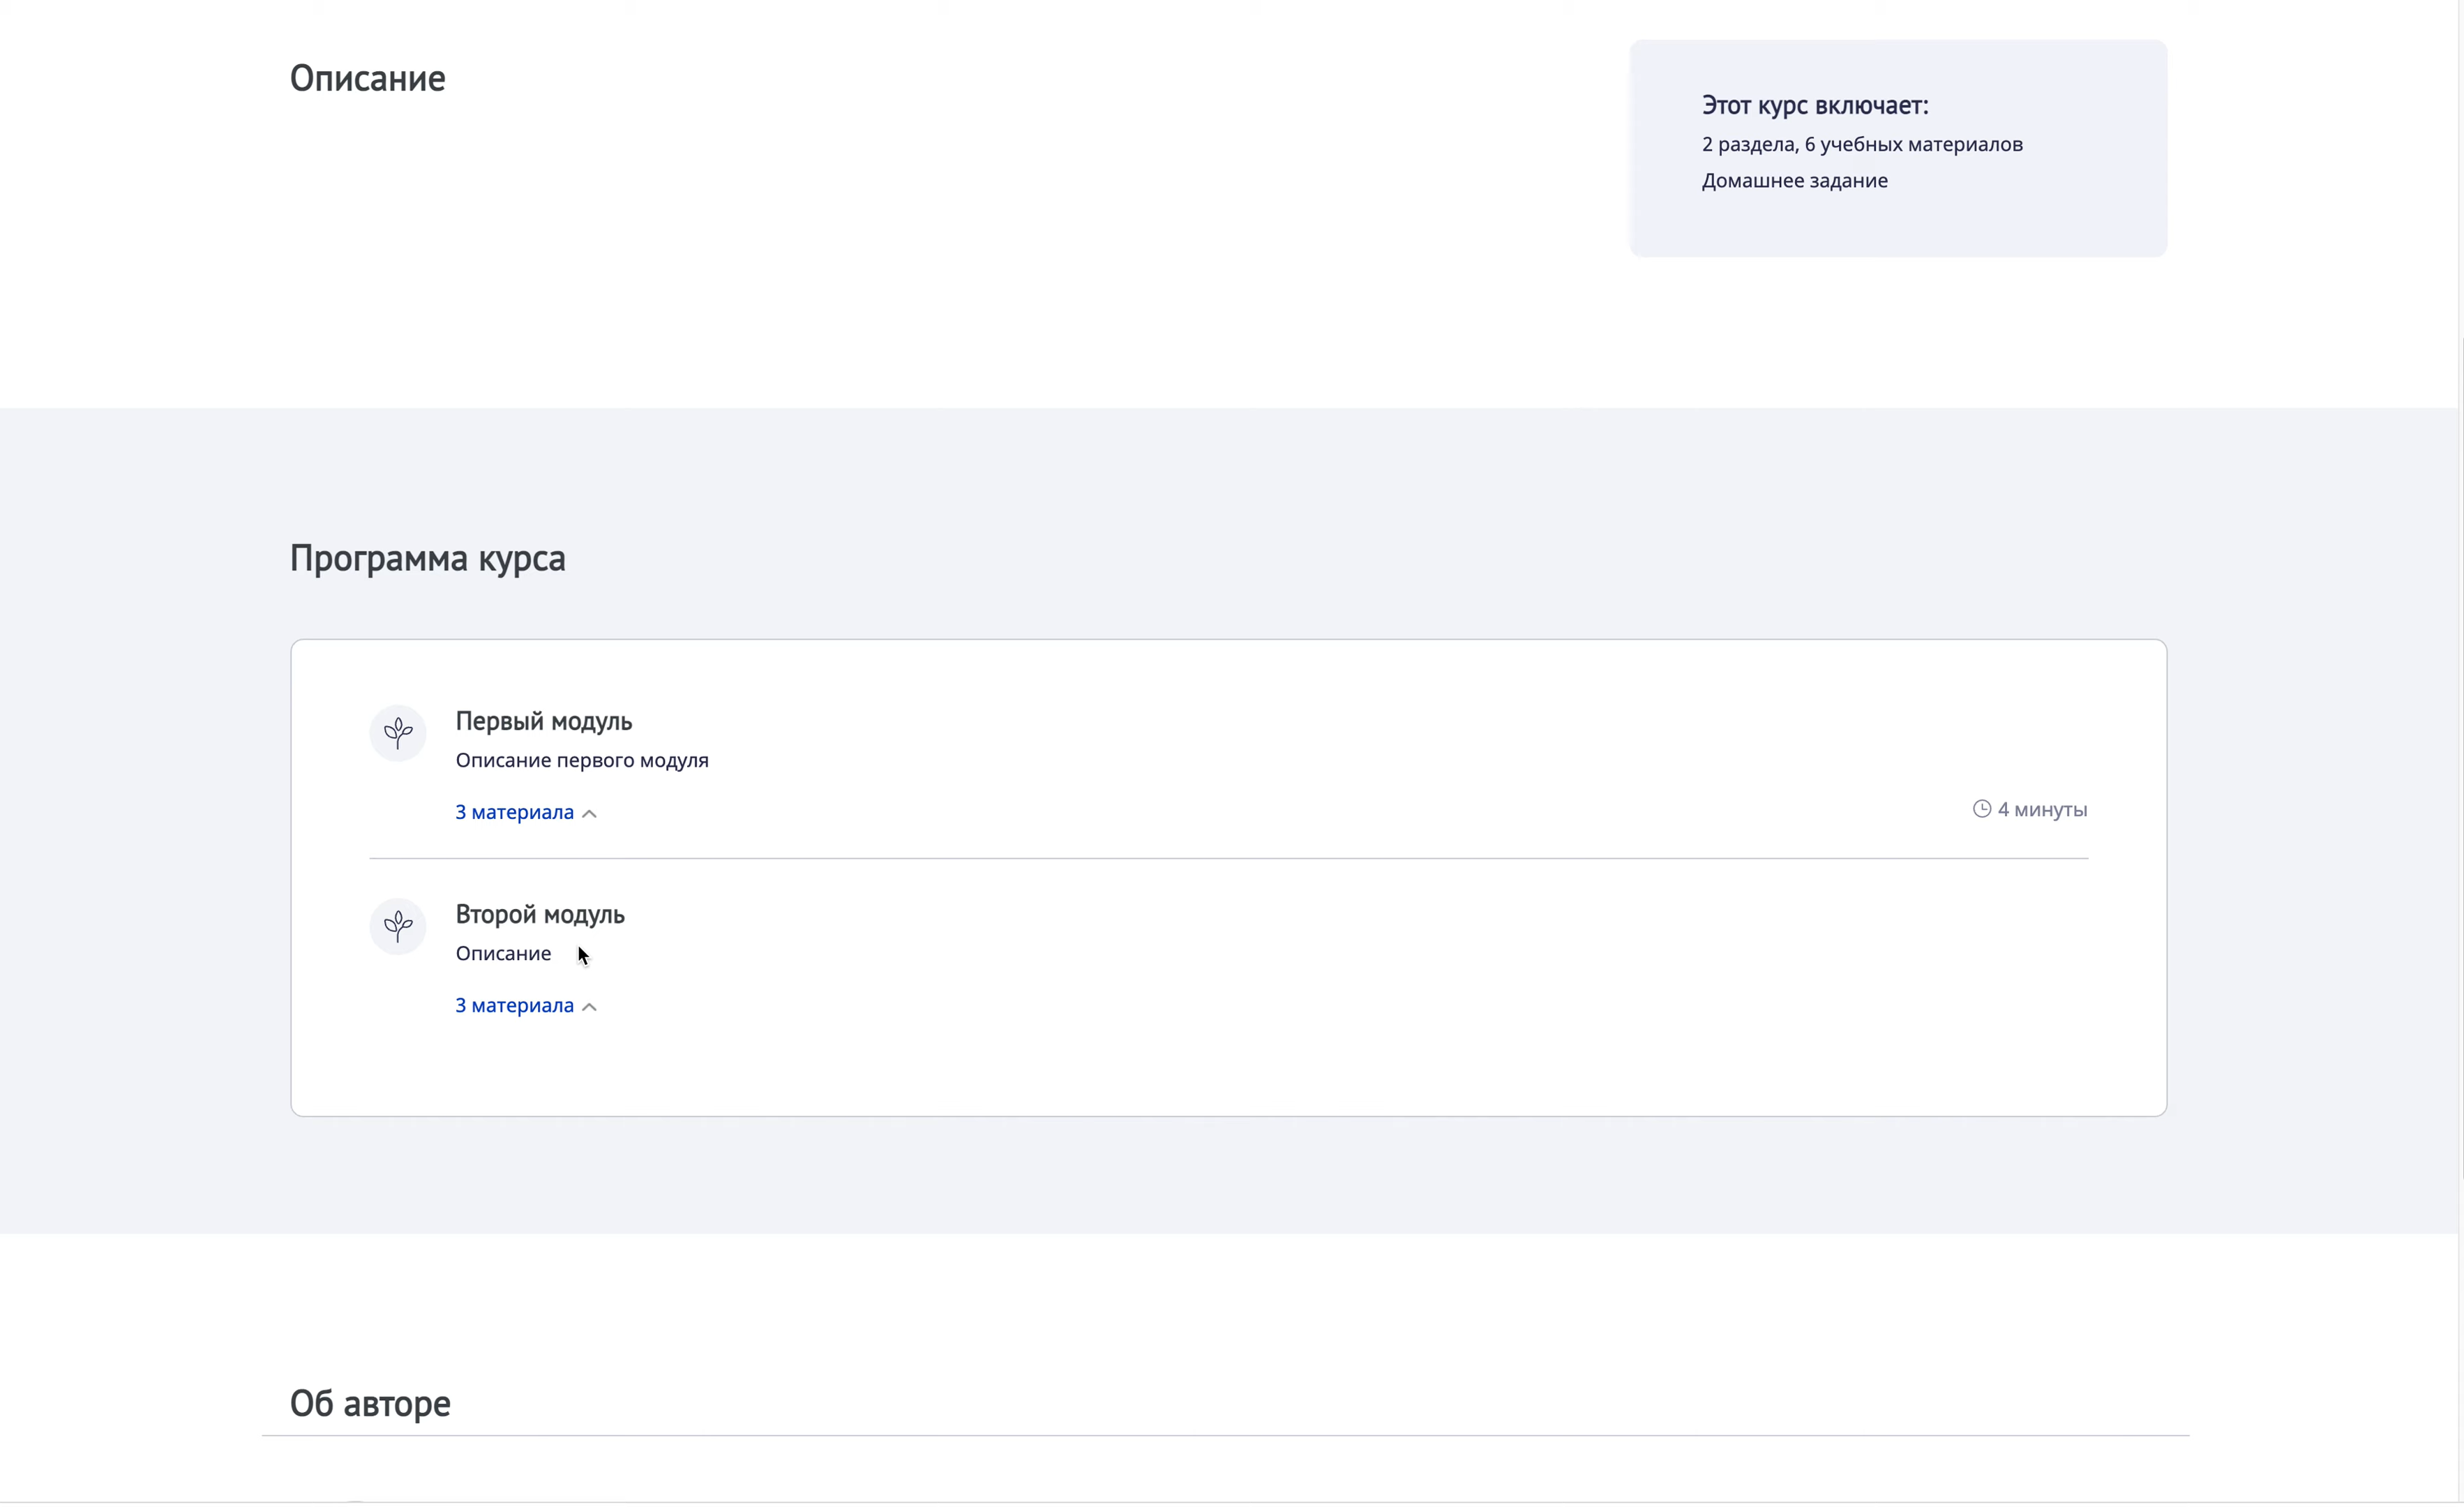 Описание
Этот курс включает:
2 раздела, 6 учебных материалов
Домашнее задание
Программа курса
Первый модуль
Описание первого модуля
3 материала
4 минуты
Второй модуль
Описание
3 материала
Об авторе